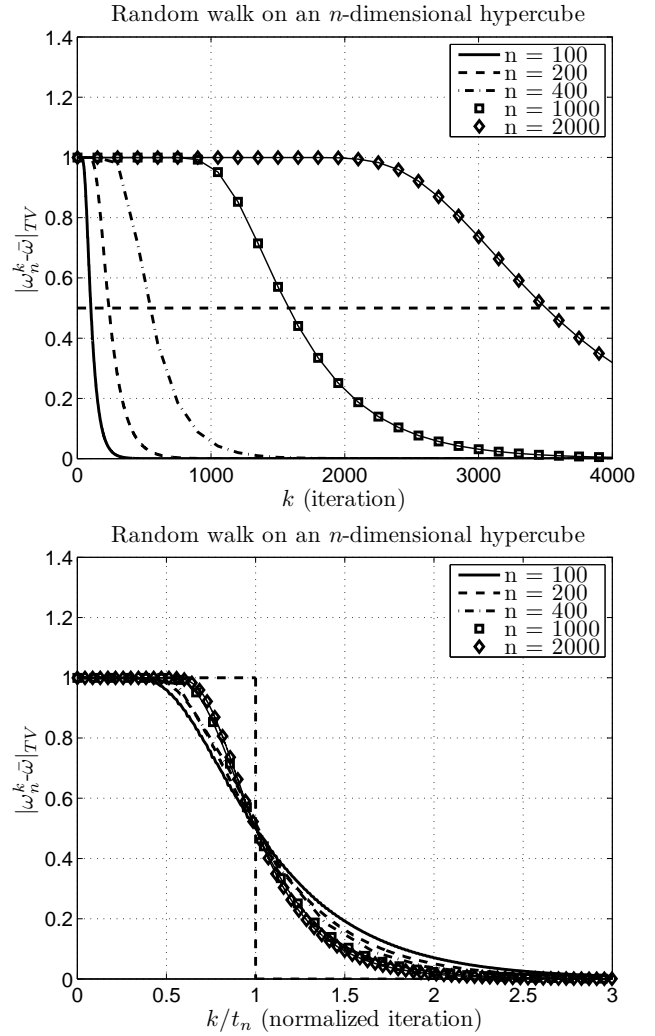 Random walk on an n-dimensional hypercube
1.4
1.2
1
0.8
0.6
0.4
0.2
0
|ω_n^k-ω̄|_TV
n = 100
n = 200
n = 400
n = 1000
n = 2000
0 1000 2000 3000 4000
k (iteration)
Random walk on an n-dimensional hypercube
1.4
1.2
1
0.8
0.6
0.4
0.2
0
|ω_n^k-ω̄|_TV
n = 100
n = 200
n = 400
n = 1000
n = 2000
0 0.5 1 1.5 2 2.5 3
k/t_n (normalized iteration)